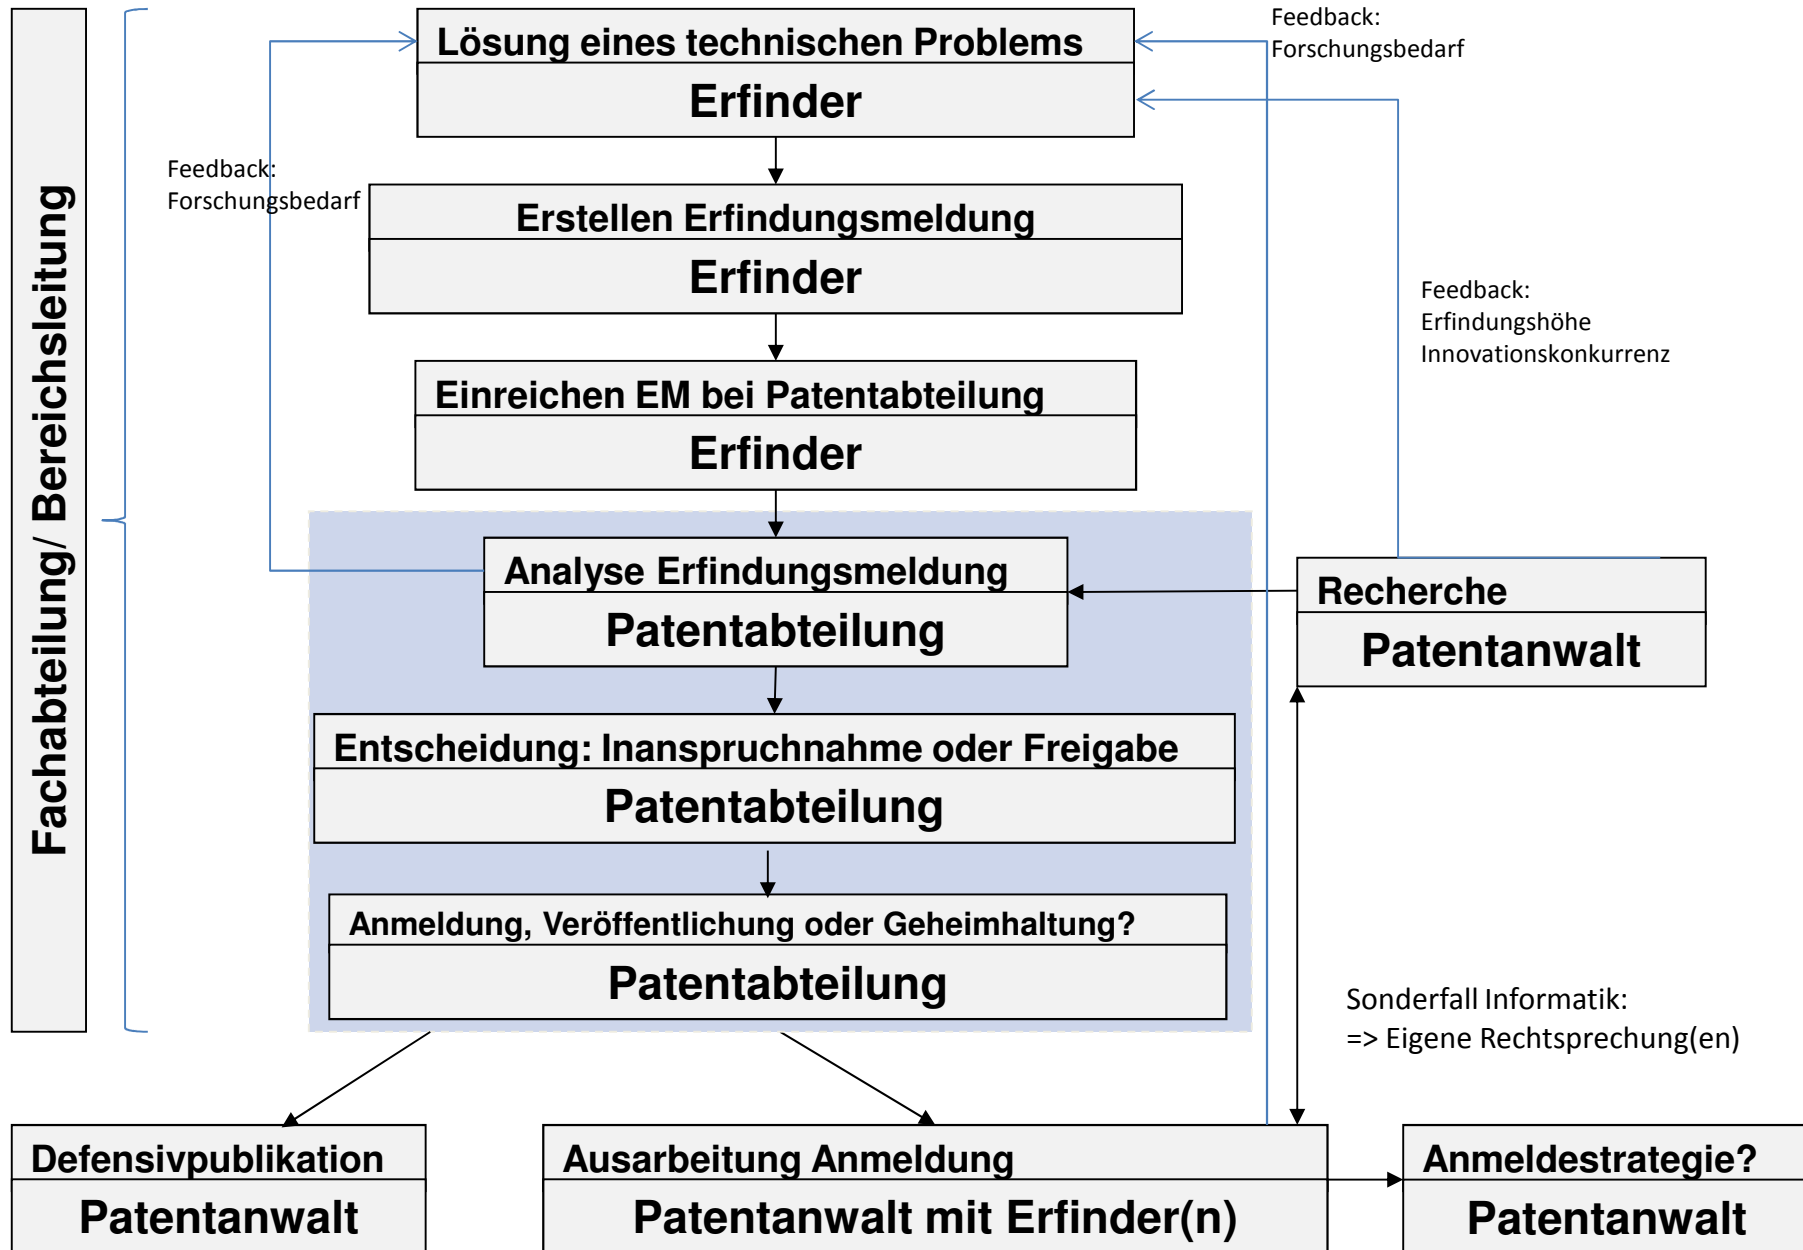 Fachabteilung/ Bereichsleitung
Feedback:
Forschungsbedarf
Lösung eines technischen Problems
Erfinder
Feedback:
Forschungsbedarf
Erstellen Erfindungsmeldung
Erfinder
Feedback:
Erfindungshöhe
Innovationskonkurrenz
Einreichen EM bei Patentabteilung
Erfinder
Analyse Erfindungsmeldung
Patentabteilung
Recherche
Patentanwalt
Entscheidung: Inanspruchnahme oder Freigabe
Patentabteilung
Anmeldung, Veröffentlichung oder Geheimhaltung?
Patentabteilung
Sonderfall Informatik:
=> Eigene Rechtsprechung(en)
Defensivpublikation
Patentanwalt
Ausarbeitung Anmeldung
Patentanwalt mit Erfinder(n)
Anmeldestrategie?
Patentanwalt